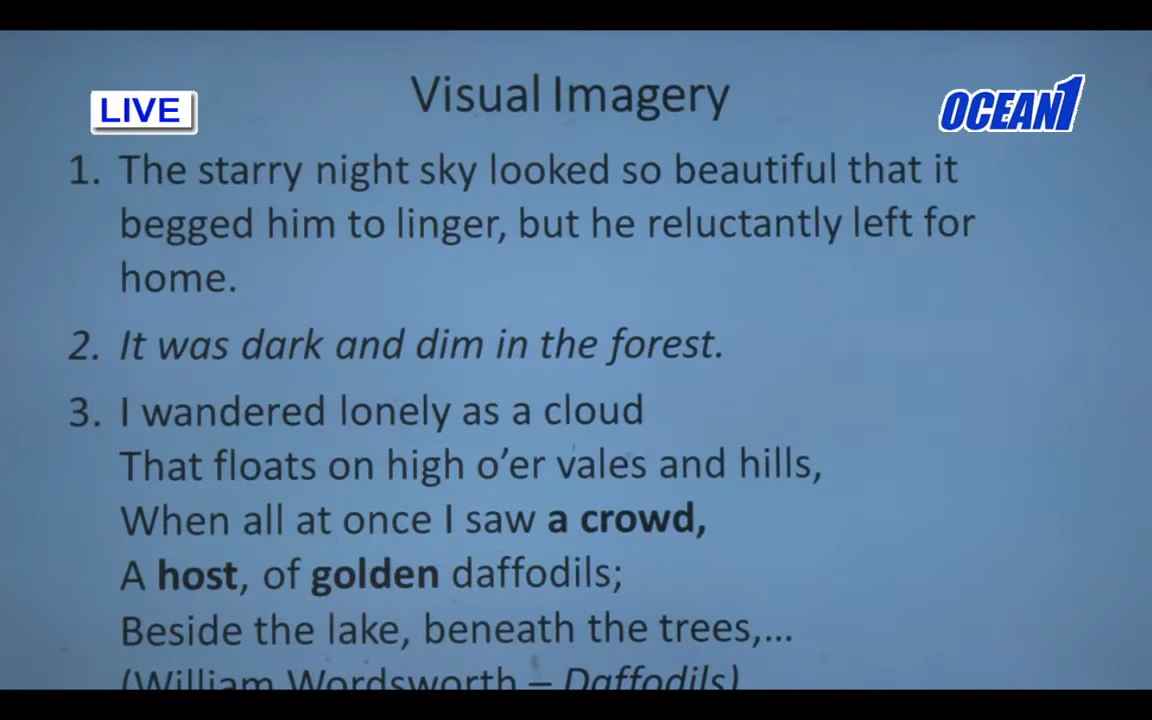 Visual Imagery
LIVE
OCEAN1
1. The starry night sky looked so beautiful that it
begged him to linger, but he reluctantly left for
home.
2. It was dark and dim in the forest.
3. I wandered lonely as a cloud
That floats on high o’er vales and hills,
When all at once I saw a crowd,
A host, of golden daffodils;
Beside the lake, beneath the trees,...
(William Wordsworth – Daffodils)